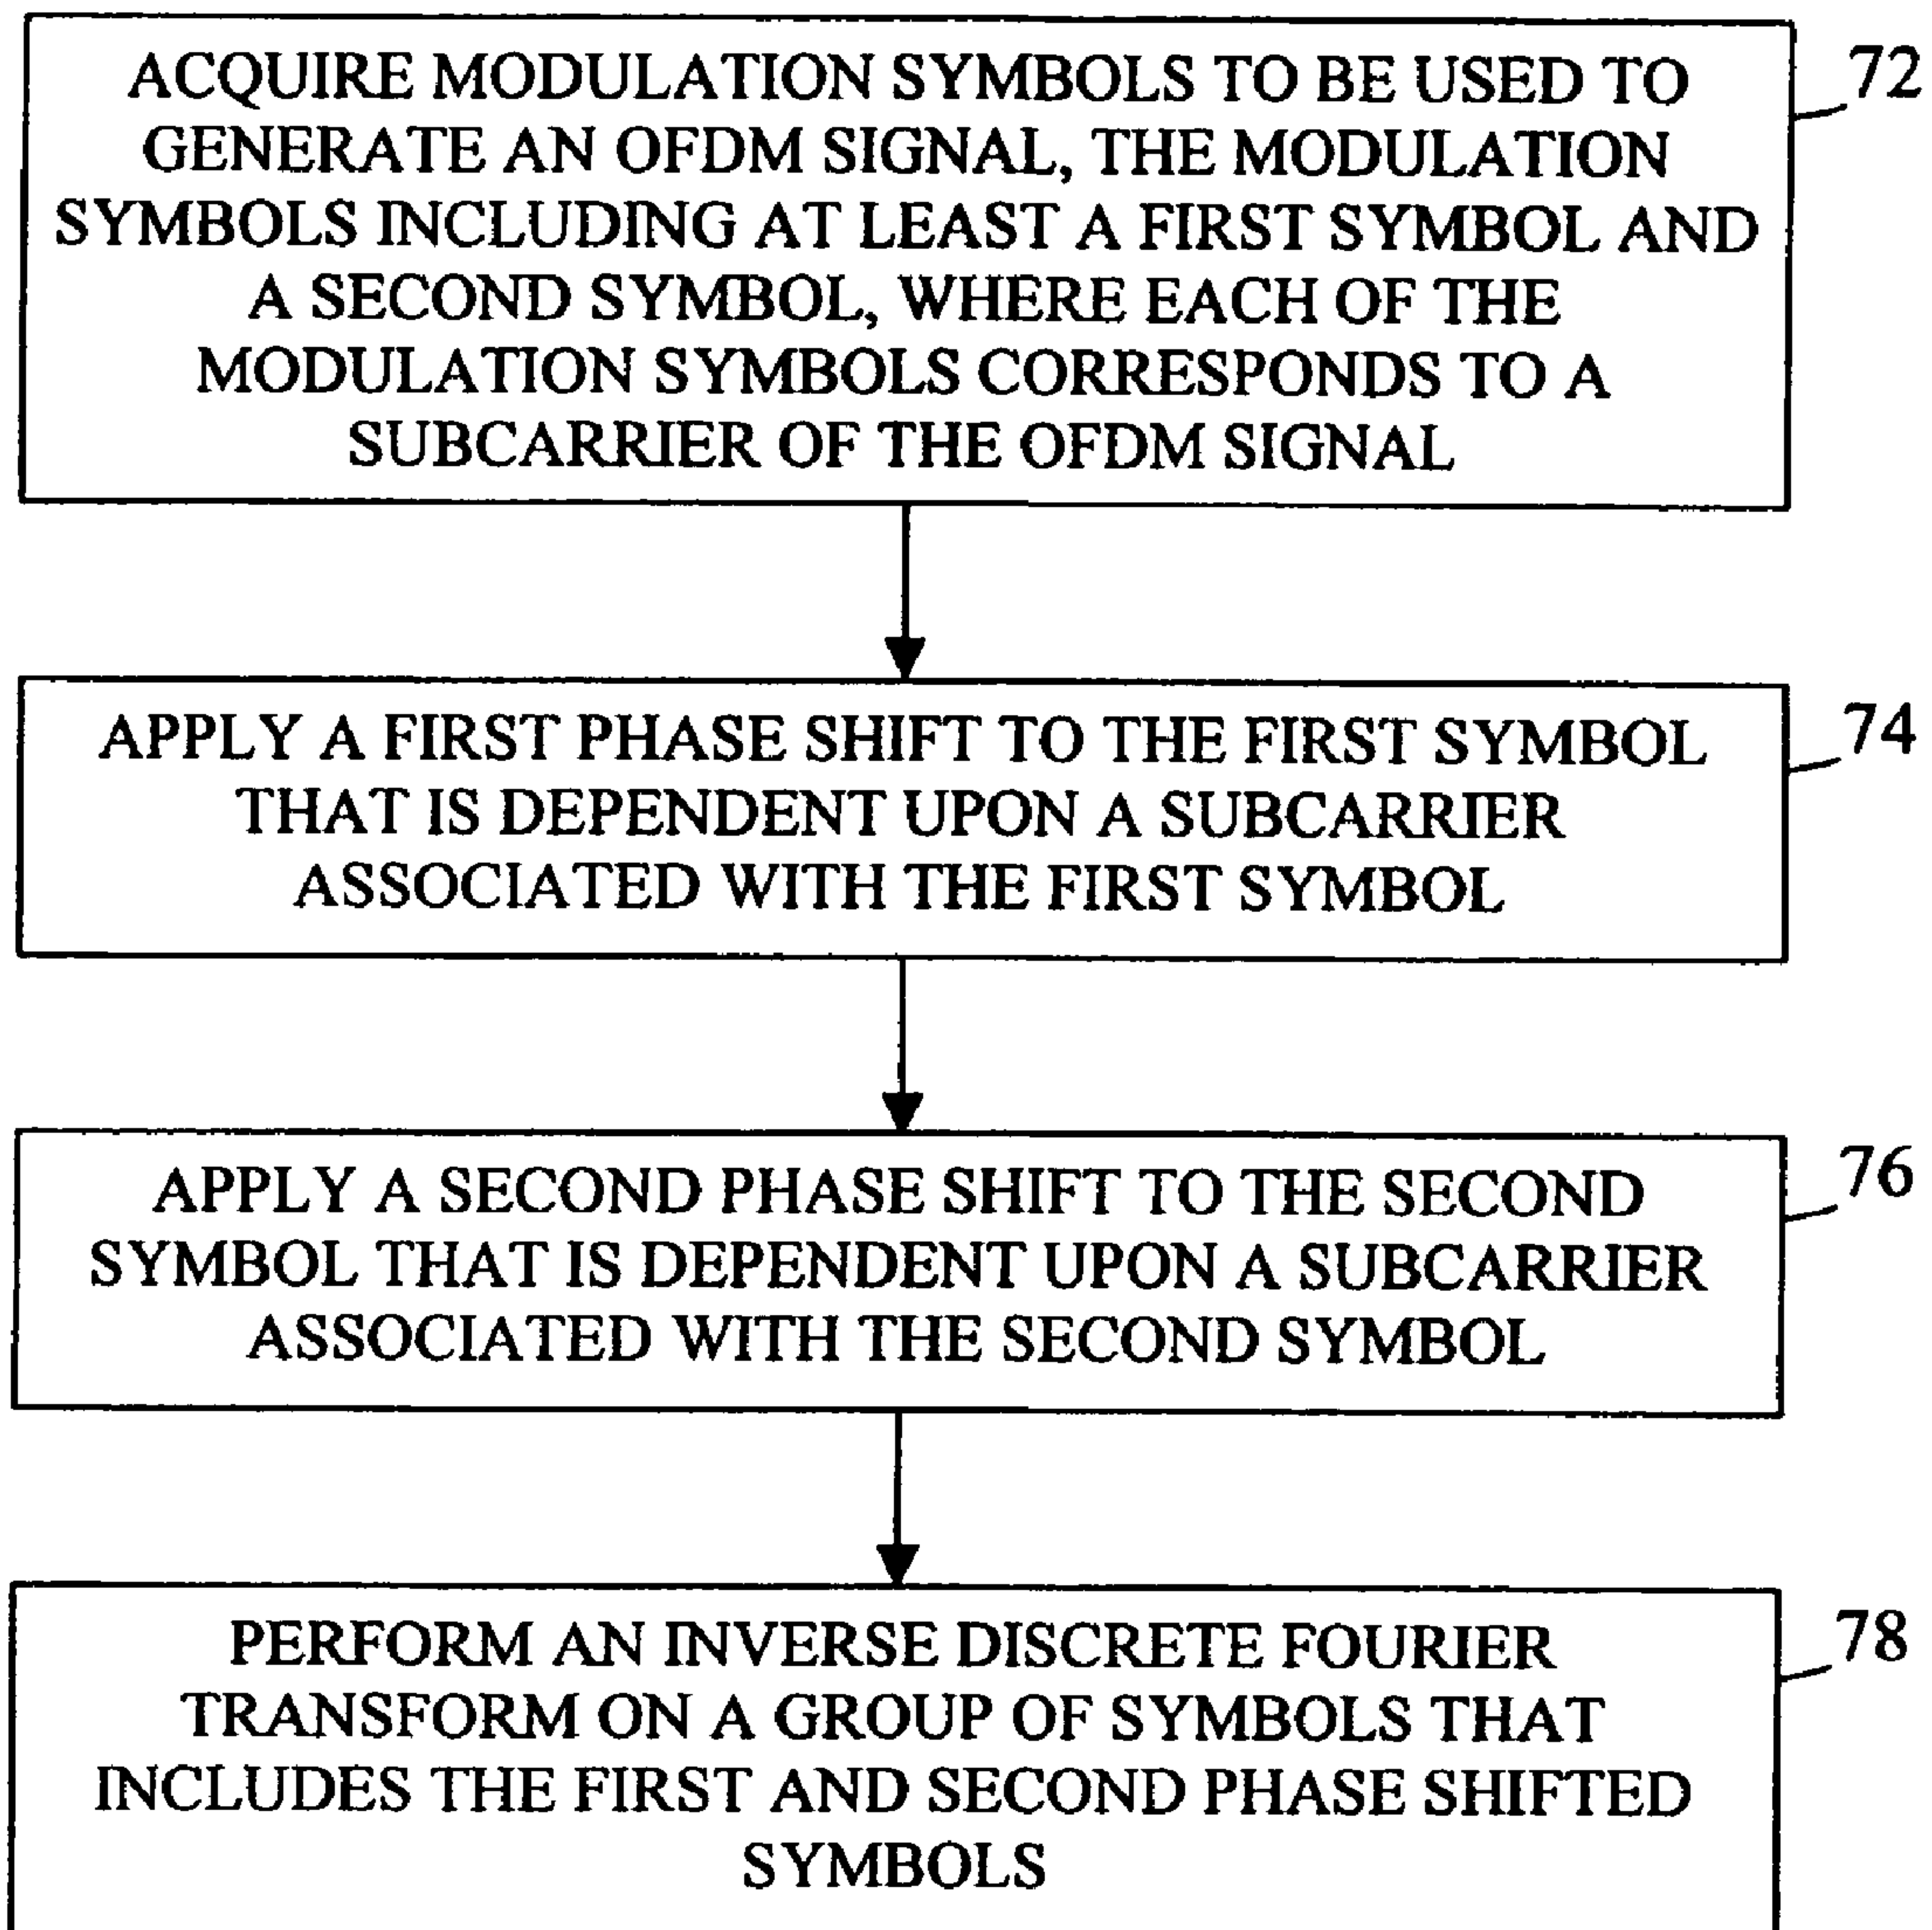 ACQUIRE MODULATION SYMBOLS TO BE USED TO
GENERATE AN OFDM SIGNAL, THE MODULATION
SYMBOLS INCLUDING AT LEAST A FIRST SYMBOL AND
A SECOND SYMBOL, WHERE EACH OF THE
MODULATION SYMBOLS CORRESPONDS TO A
SUBCARRIER OF THE OFDM SIGNAL
72
APPLY A FIRST PHASE SHIFT TO THE FIRST SYMBOL
THAT IS DEPENDENT UPON A SUBCARRIER
ASSOCIATED WITH THE FIRST SYMBOL
74
APPLY A SECOND PHASE SHIFT TO THE SECOND
SYMBOL THAT IS DEPENDENT UPON A SUBCARRIER
ASSOCIATED WITH THE SECOND SYMBOL
76
PERFORM AN INVERSE DISCRETE FOURIER
TRANSFORM ON A GROUP OF SYMBOLS THAT
INCLUDES THE FIRST AND SECOND PHASE SHIFTED
SYMBOLS
78